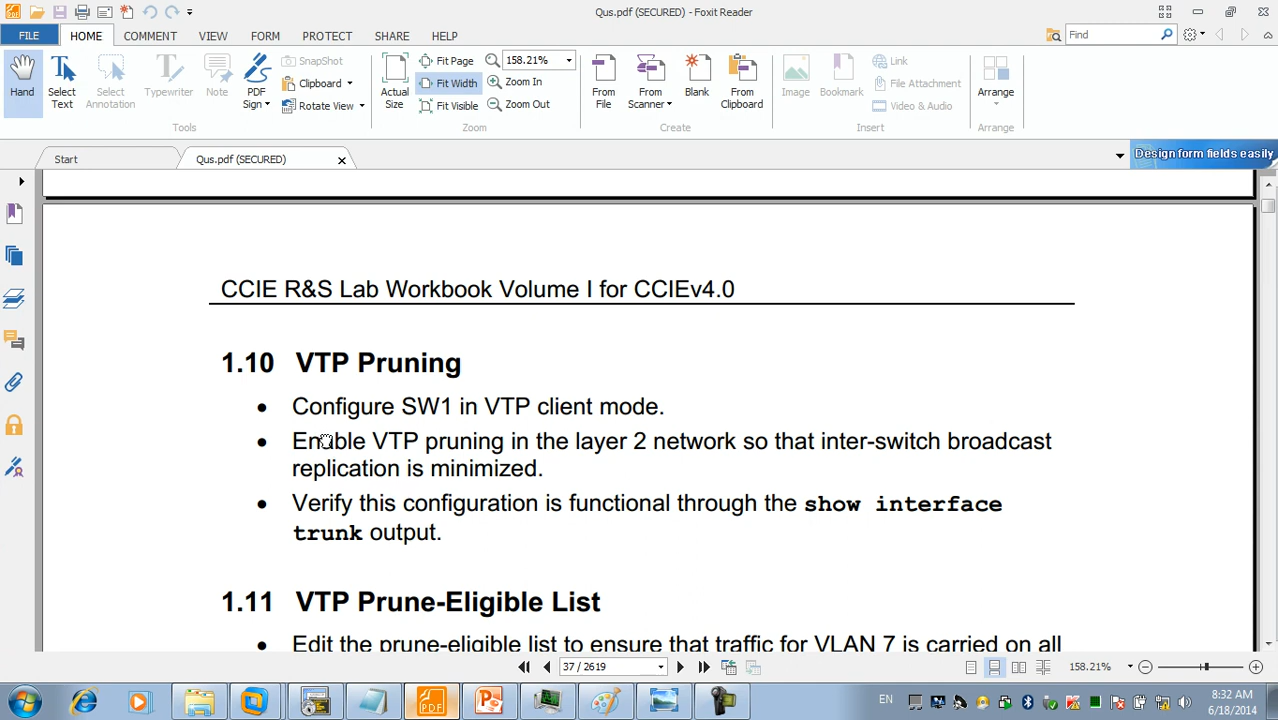 Qus.pdf (SECURED) - Foxit Reader
FILE HOME COMMENT VIEW FORM PROTECT SHARE HELP
Find
Hand
Select Text
Select Annotation
Typewriter
Note
PDF Sign
SnapShot
Clipboard
Rotate View
Tools
Actual Size
Fit Page
Fit Width
Fit Visible
158.21%
Zoom In
Zoom Out
Zoom
From File
From Scanner
Blank
From Clipboard
Create
Image
Bookmark
Link
File Attachment
Video & Audio
Insert
Arrange
Arrange
Start
Qus.pdf (SECURED)
Design form fields easily
CCIE R&S Lab Workbook Volume I for CCIEv4.0
1.10 VTP Pruning
• Configure SW1 in VTP client mode.
• Enable VTP pruning in the layer 2 network so that inter-switch broadcast
replication is minimized.
• Verify this configuration is functional through the show interface
trunk output.
1.11 VTP Prune-Eligible List
• Edit the prune-eligible list to ensure that traffic for VLAN 7 is carried on all
37 / 2619
158.21%
EN
8:32 AM
6/18/2014